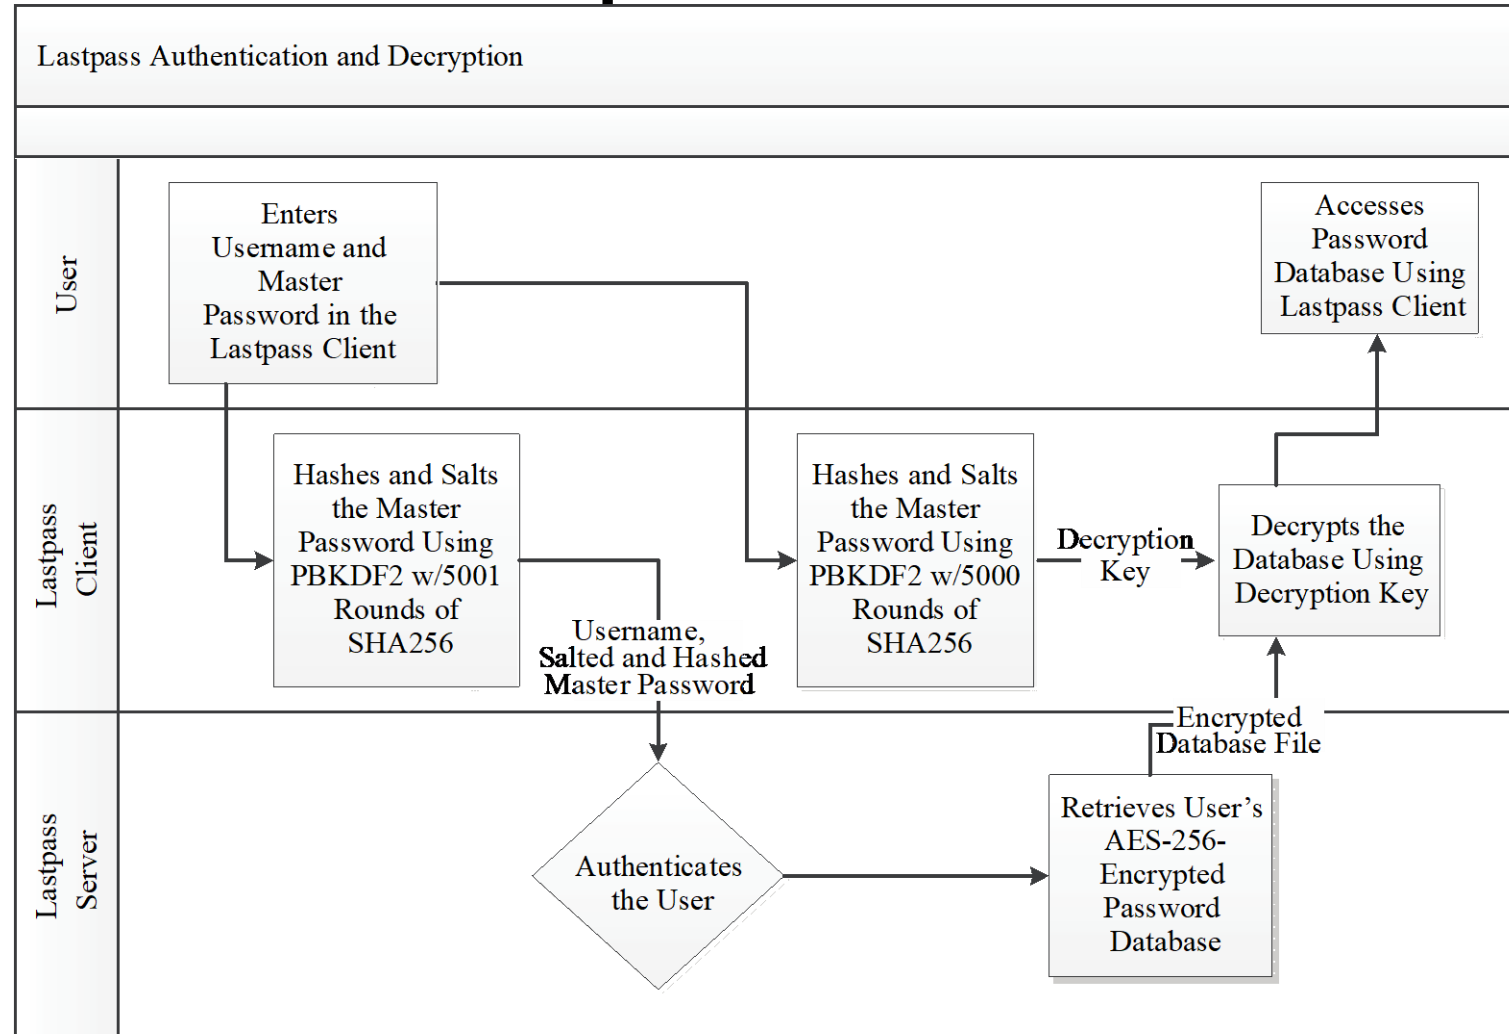 Lastpass Authentication and Decryption
User
Enters
Username and
Master
Password in the
Lastpass Client
Accesses
Password
Database Using
Lastpass Client
Lastpass
Client
Hashes and Salts
the Master
Password Using
PBKDF2 w/5001
Rounds of
SHA256
Username,
Salted and Hashed
Master Password
Hashes and Salts
the Master
Password Using
PBKDF2 w/5000
Rounds of
SHA256
Decryption
Key
Decrypts the
Database Using
Decryption Key
Lastpass
Server
Authenticates
the User
Encrypted
Database File
Retrieves User’s
AES-256-
Encrypted
Password
Database